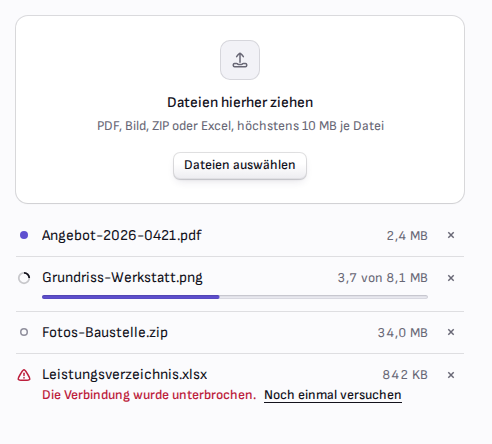 Dateien hierher ziehen
PDF, Bild, ZIP oder Excel, höchstens 10 MB je Datei
Dateien auswählen
Angebot-2026-0421.pdf 2,4 MB ×
Grundriss-Werkstatt.png 3,7 von 8,1 MB ×
Fotos-Baustelle.zip 34,0 MB ×
Leistungsverzeichnis.xlsx 842 KB ×
Die Verbindung wurde unterbrochen. Noch einmal versuchen